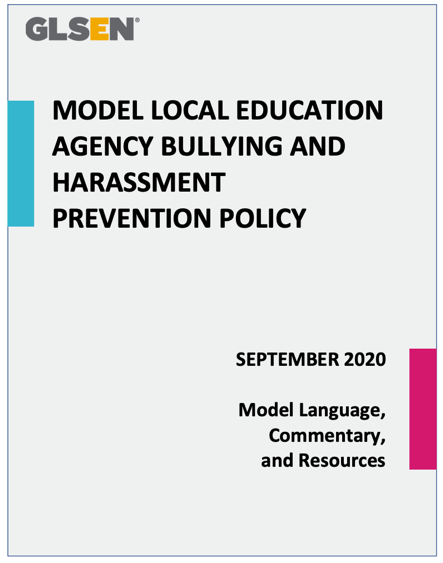 GLSEN®
MODEL LOCAL EDUCATION
AGENCY BULLYING AND
HARASSMENT
PREVENTION POLICY
SEPTEMBER 2020
Model Language,
Commentary,
and Resources